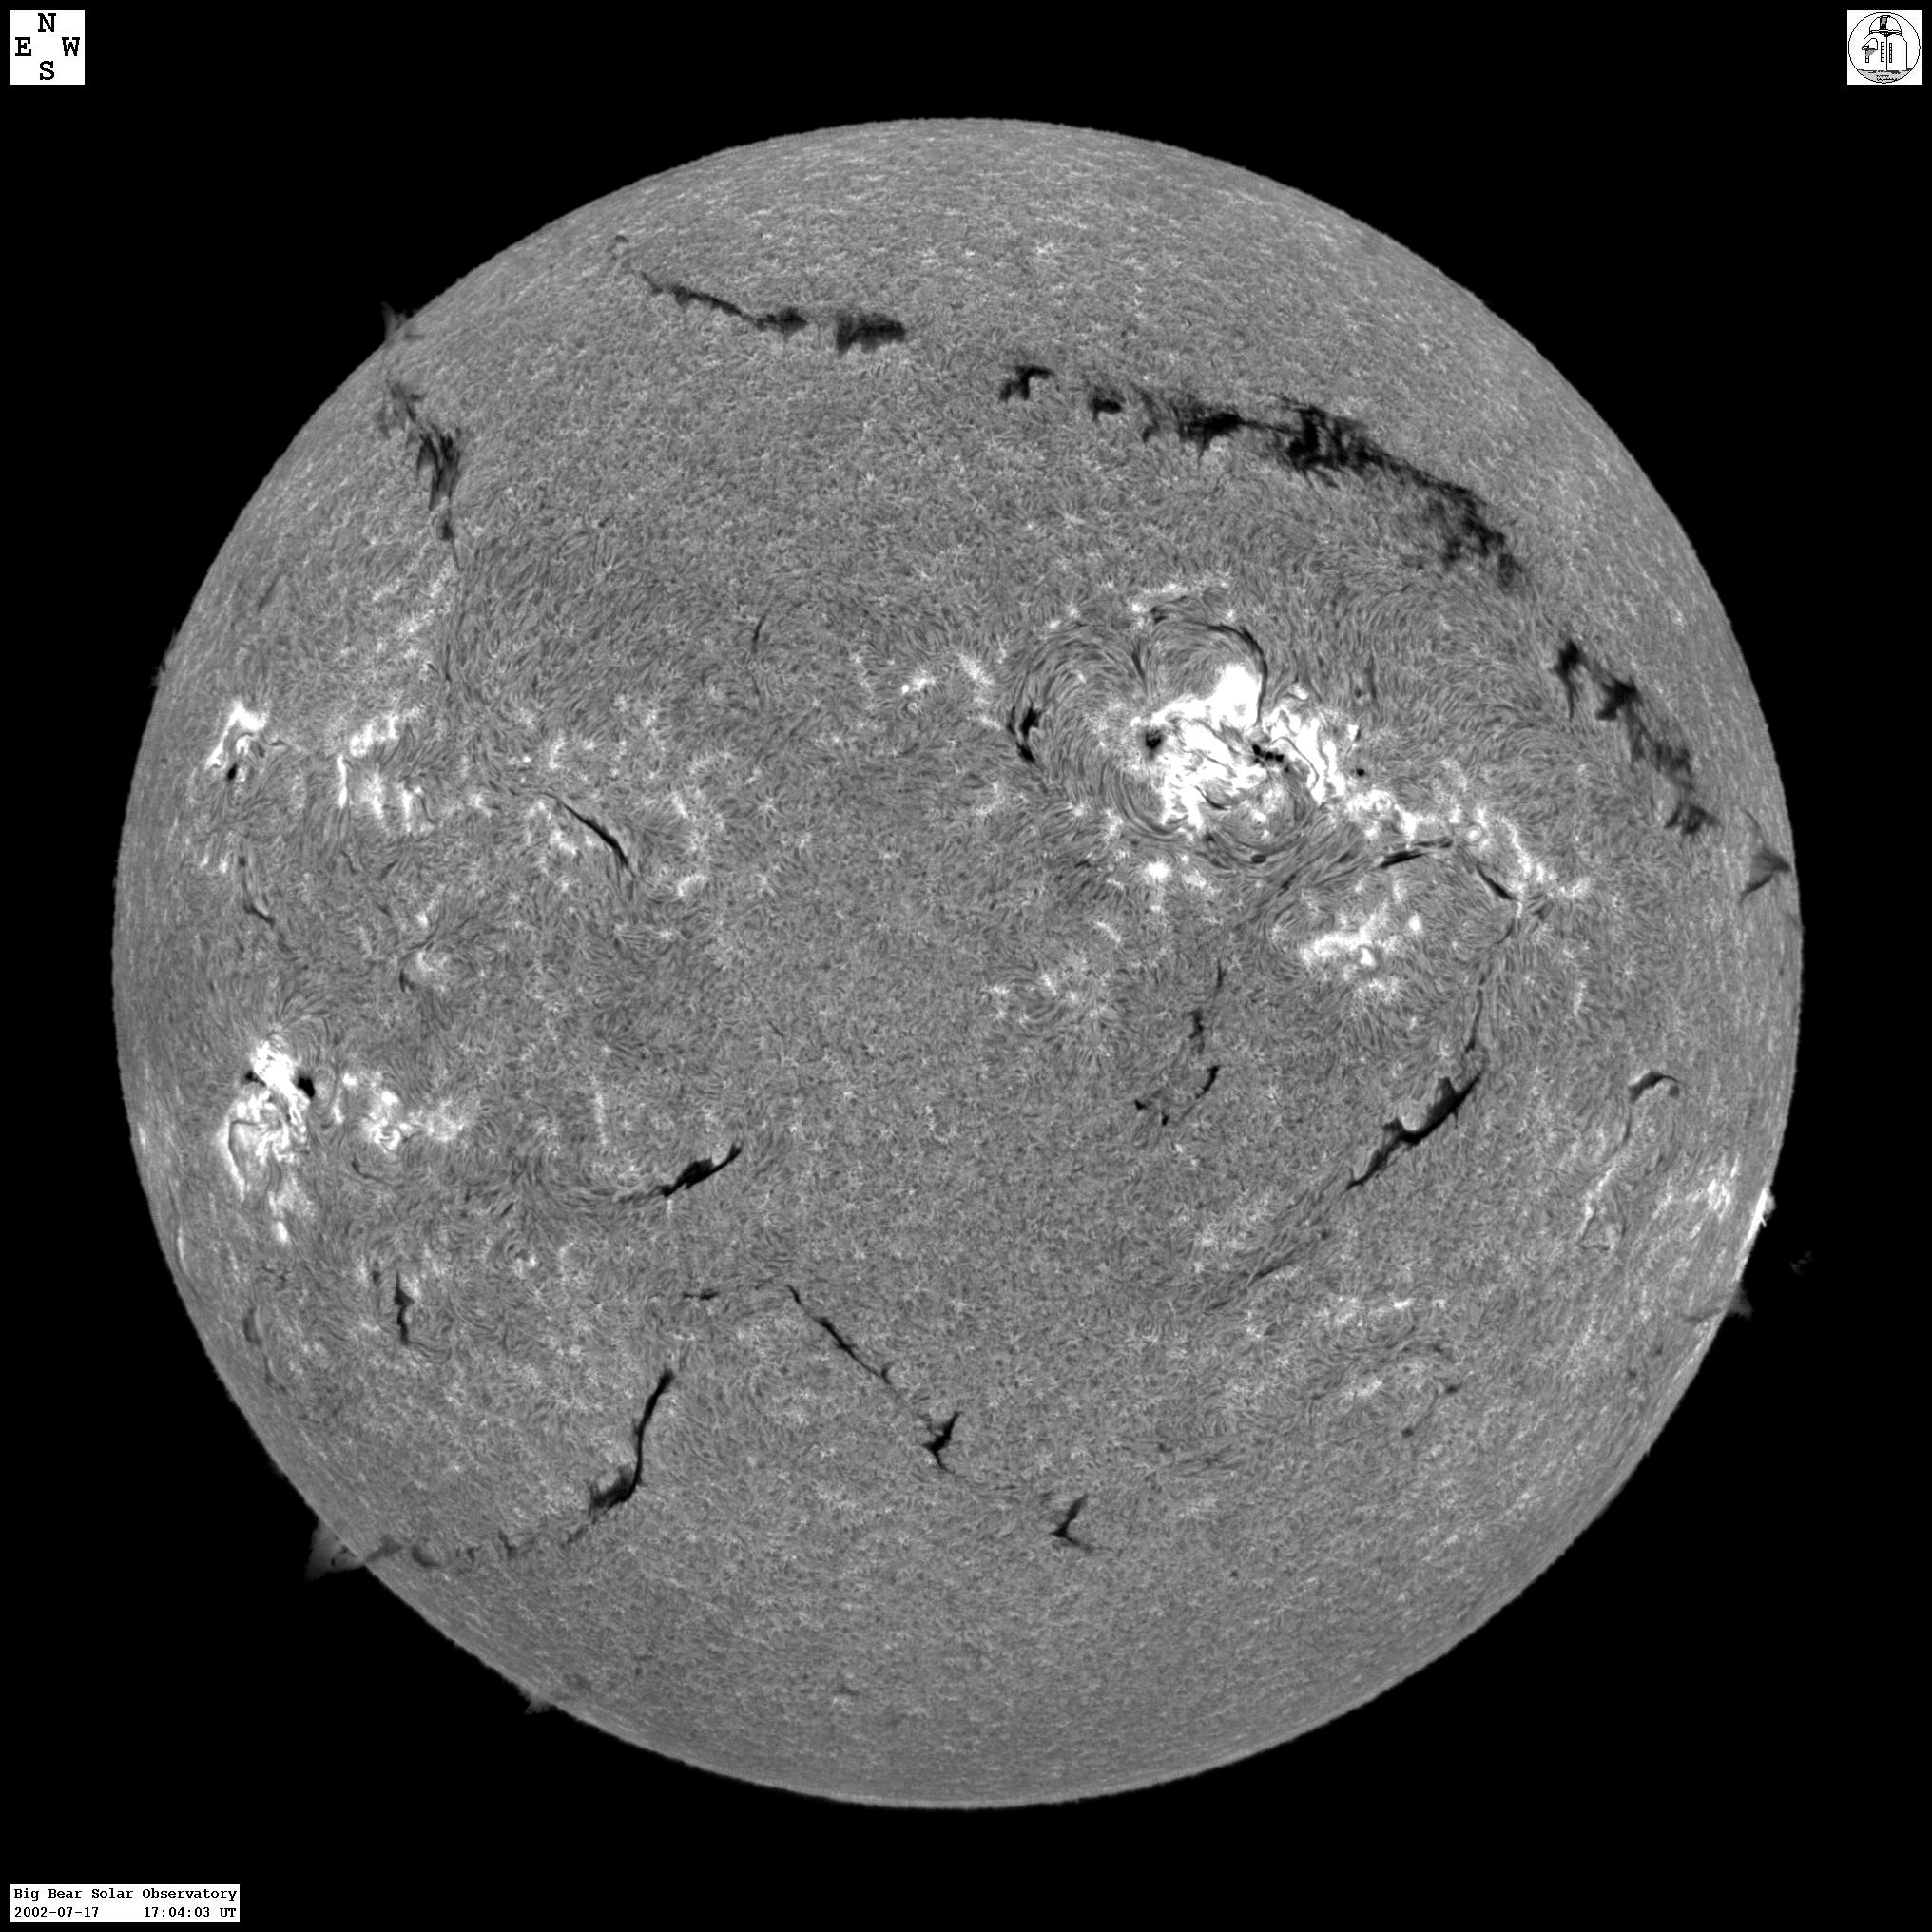 N
E W
S
Big Bear Solar Observatory
2002-07-17 17:04:03 UT